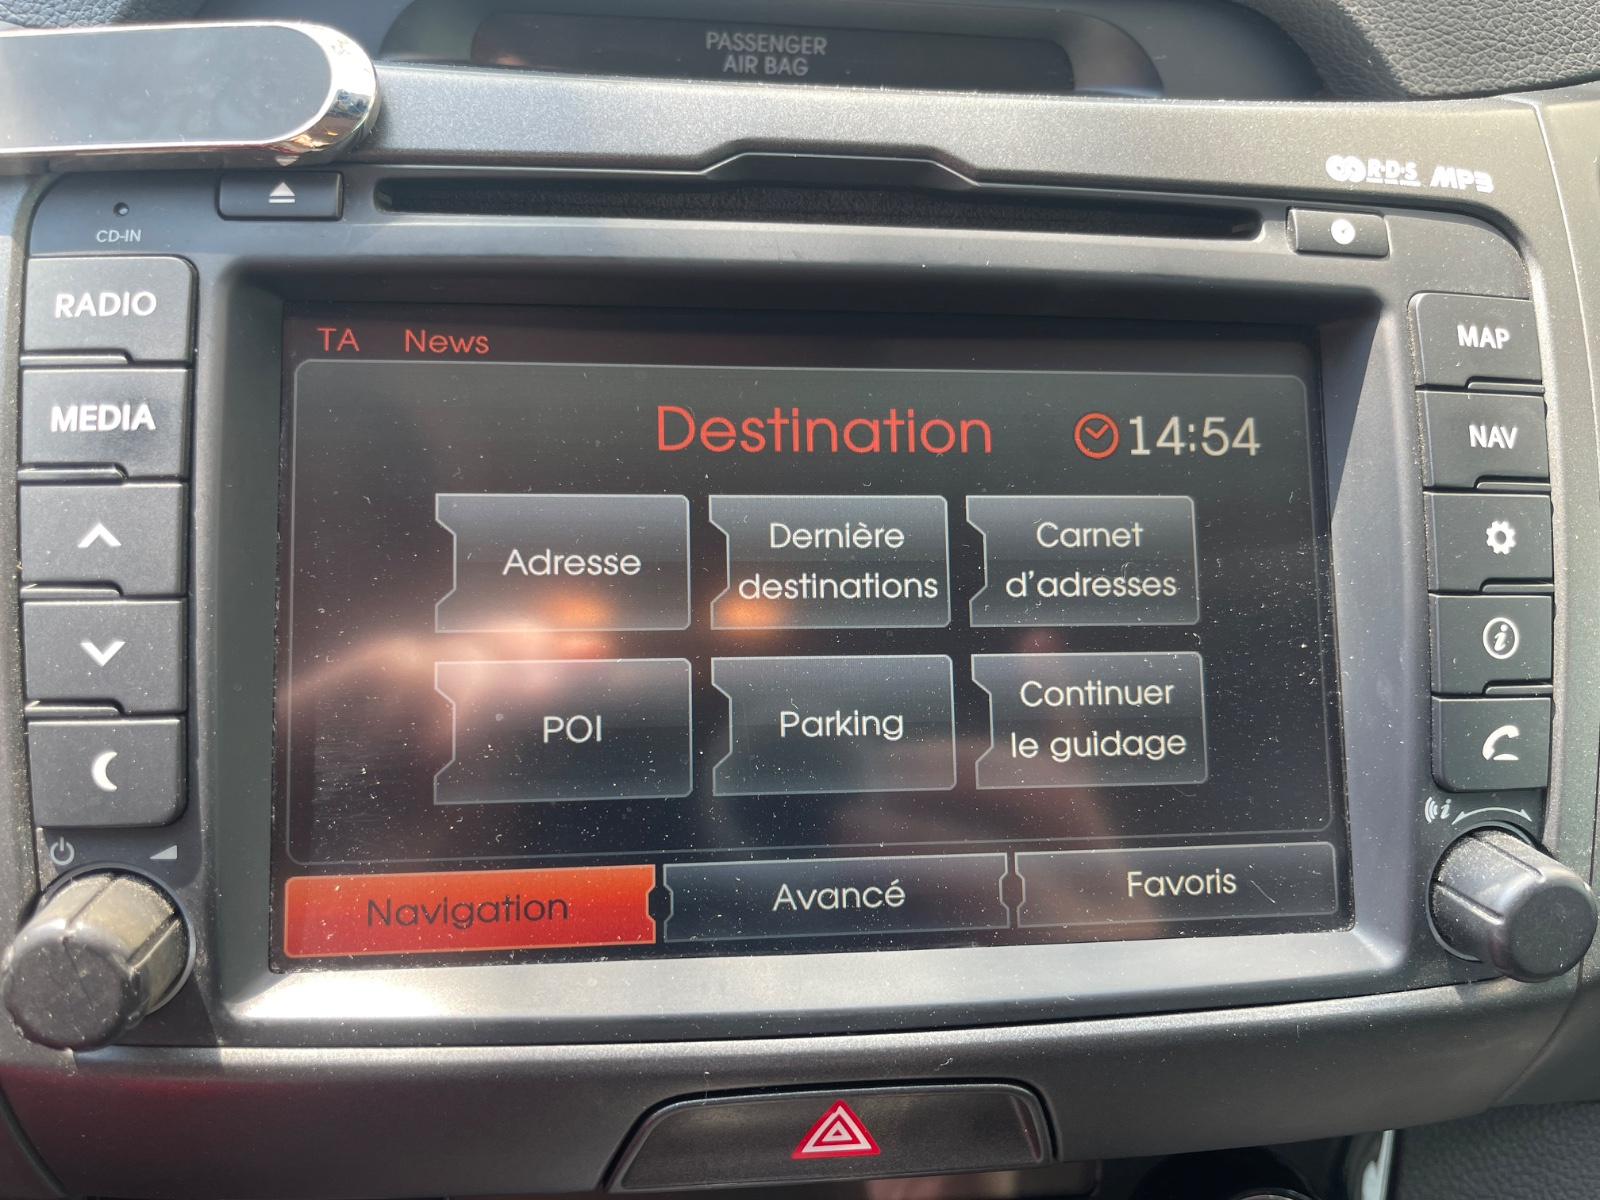 PASSENGER
AIR BAG
R·D·S MP3
CD-IN
RADIO
MEDIA
MAP
NAV
TA News
Destination 14:54
Adresse
Dernière
destinations
Carnet
d'adresses
POI
Parking
Continuer
le guidage
Navigation
Avancé
Favoris